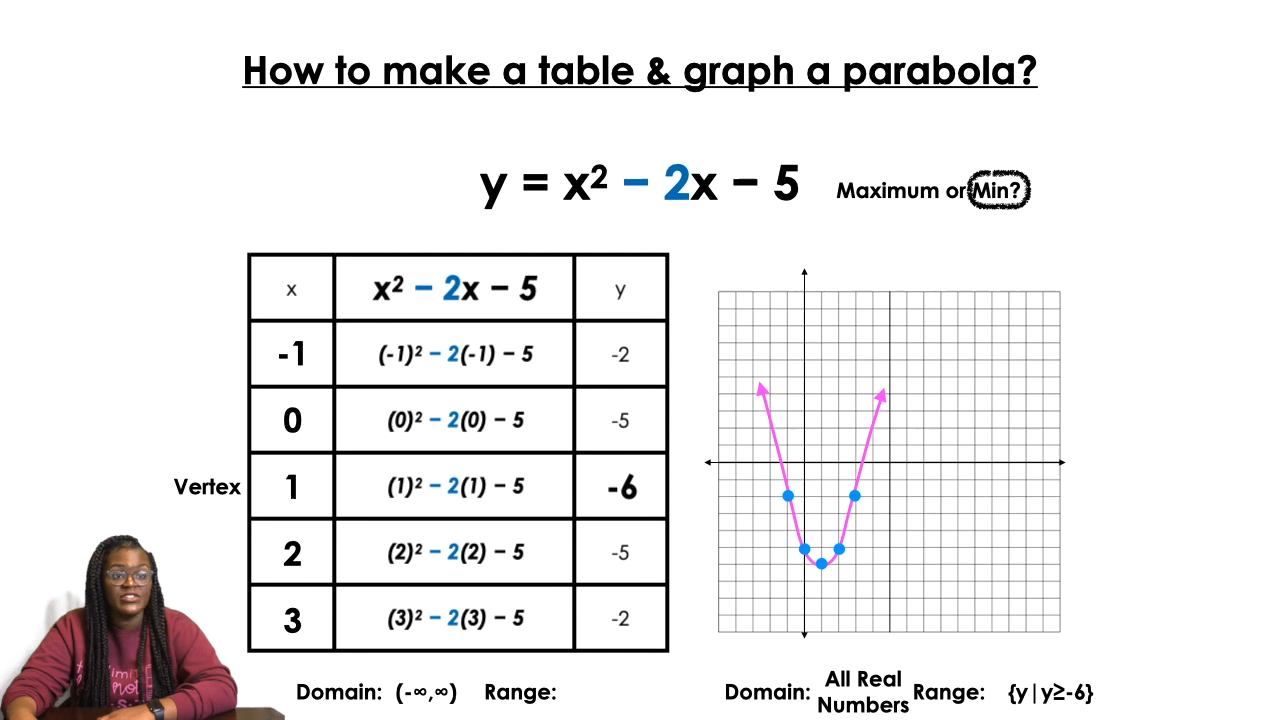 How to make a table & graph a parabola?
y = x² − 2x − 5 Maximum or Min?
x x² − 2x − 5 y
-1 (-1)² − 2(-1) − 5 -2
0 (0)² − 2(0) − 5 -5
Vertex 1 (1)² − 2(1) − 5 -6
2 (2)² − 2(2) − 5 -5
3 (3)² − 2(3) − 5 -2
Domain: (-∞,∞) Range:
Domain: All Real Numbers Range: {y|y≥-6}
not